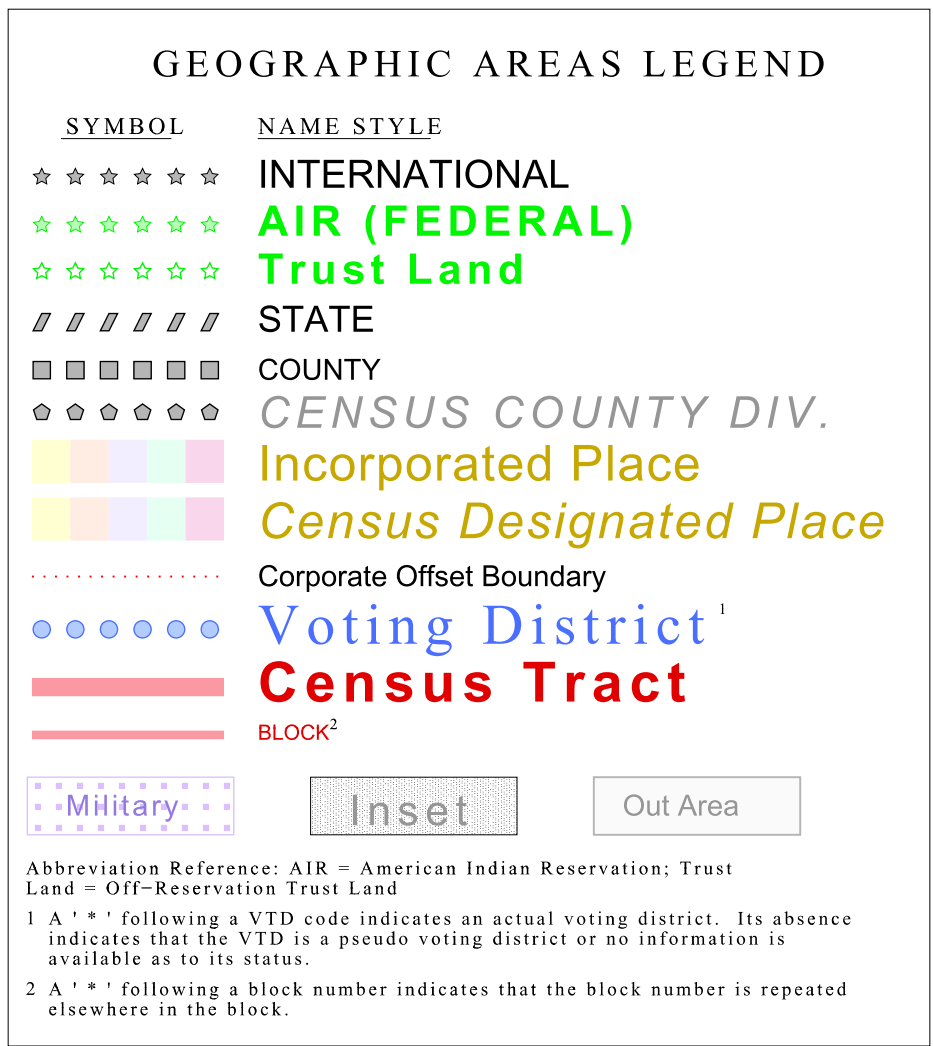 GEOGRAPHIC AREAS LEGEND
SYMBOL NAME STYLE
INTERNATIONAL
AIR (FEDERAL)
Trust Land
STATE
COUNTY
CENSUS COUNTY DIV.
Incorporated Place
Census Designated Place
Corporate Offset Boundary
Voting District 1
Census Tract
BLOCK2
Military Inset Out Area
Abbreviation Reference: AIR = American Indian Reservation; Trust
Land = Off−Reservation Trust Land
1 A ' * ' following a VTD code indicates an actual voting district. Its absence
indicates that the VTD is a pseudo voting district or no information is
available as to its status.
2 A ' * ' following a block number indicates that the block number is repeated
elsewhere in the block.